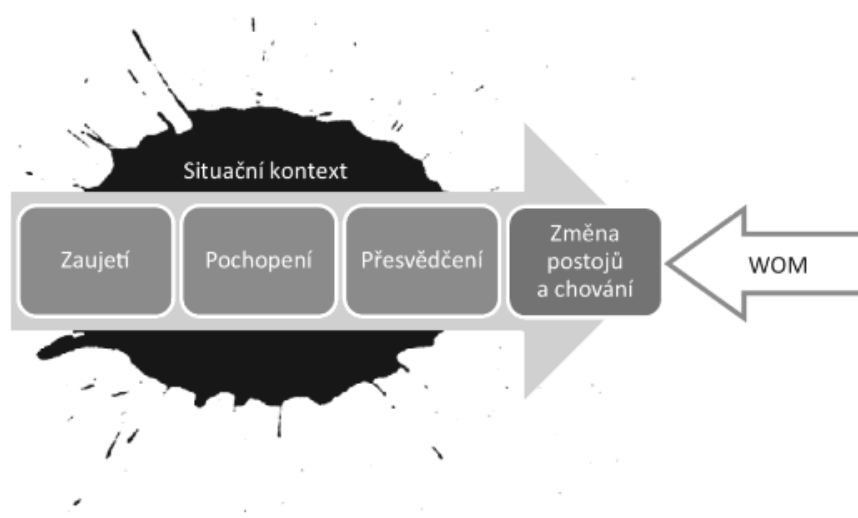 Situační kontext
Zaujetí
Pochopení
Přesvědčení
Změna
postojů
a chování
WOM